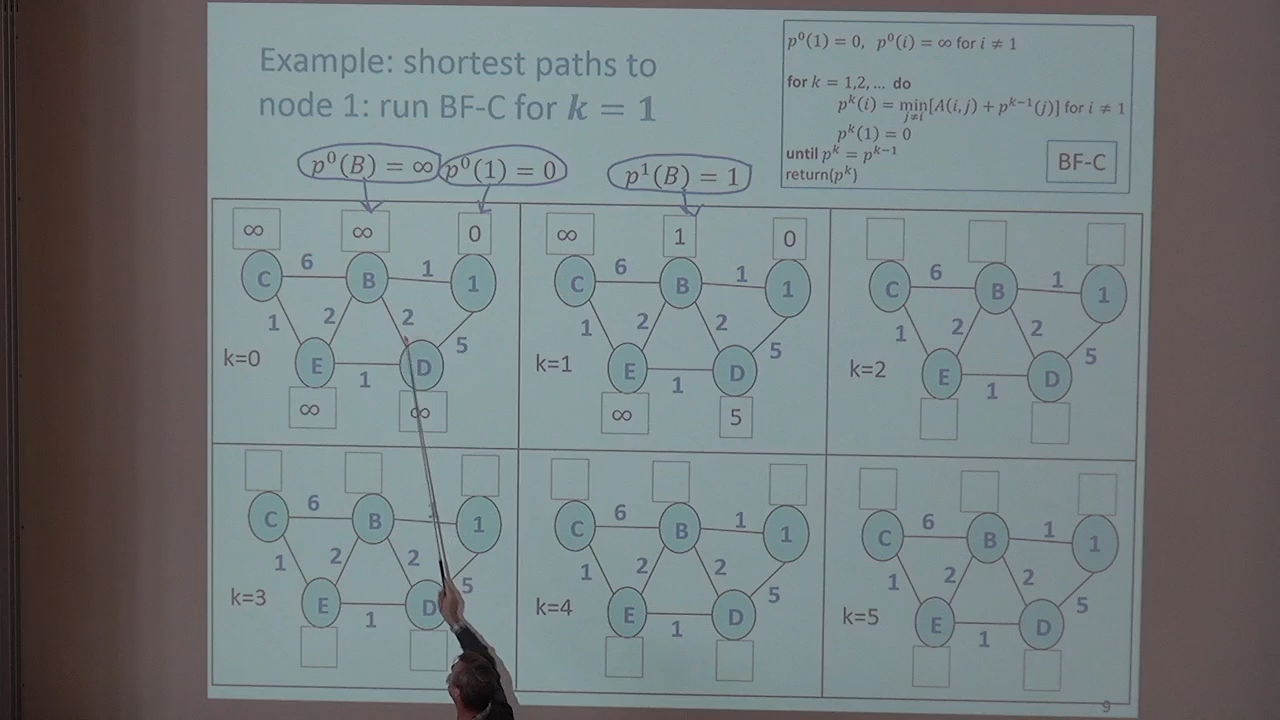 Example: shortest paths to
node 1: run BF-C for k = 1
p⁰(1) = 0, p⁰(i) = ∞ for i ≠ 1
for k = 1,2,... do
pᵏ(i) = min_{j≠i}[A(i,j) + pᵏ⁻¹(j)] for i ≠ 1
pᵏ(1) = 0
until pᵏ = pᵏ⁻¹
return(pᵏ)
BF-C
p⁰(B) = ∞ p⁰(1) = 0 p¹(B) = 1
∞ ∞ 0
C 6 B 1 1
1 2 2 5
k=0
E 1 D
∞ ∞
∞ 1 0
C 6 B 1 1
1 2 2 5
k=1
E 1 D
∞ 5
C 6 B 1 1
1 2 2 5
k=2
E 1 D
C 6 B 1
1 2 2 5
k=3
E 1 D
C 6 B 1 1
1 2 2 5
k=4
E 1 D
C 6 B 1 1
1 2 2 5
k=5
E 1 D
9